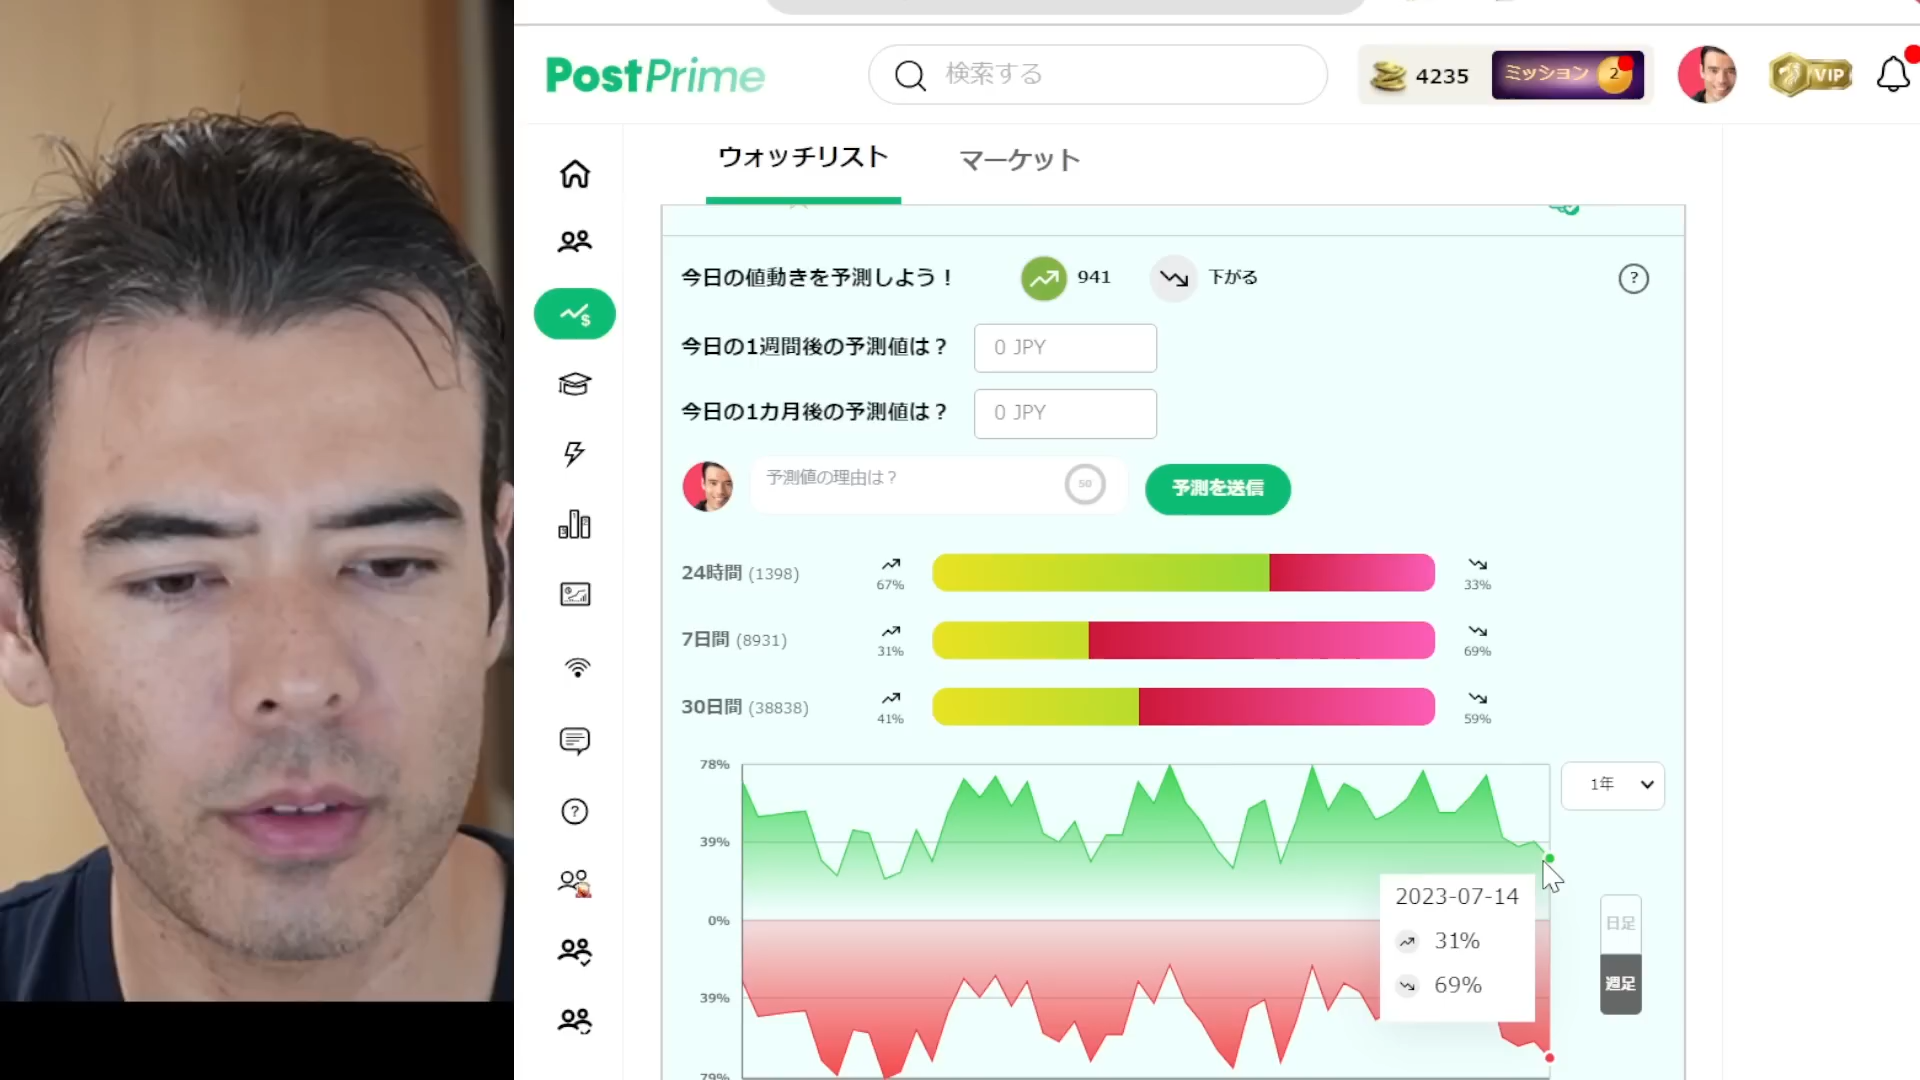 PostPrime
検索する
4235
ミッション 2
VIP
ウォッチリスト
マーケット
今日の値動きを予測しよう！ 941 下がる ?
今日の1週間後の予測値は？ 0 JPY
今日の1カ月後の予測値は？ 0 JPY
予測値の理由は？ 50 予測を送信
24時間 (1398) 67% 33%
7日間 (8931) 31% 69%
30日間 (38838) 41% 59%
78%
39%
0%
39%
79%
1年
2023-07-14
31%
69%
日足
週足